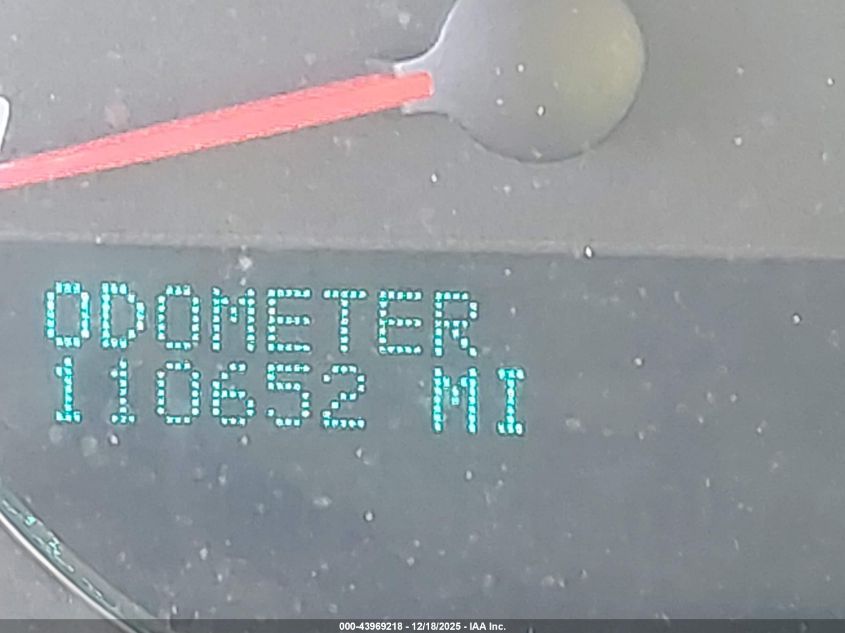 ODOMETER
110652 MI
000-43969218 - 12/18/2025 - IAA Inc.